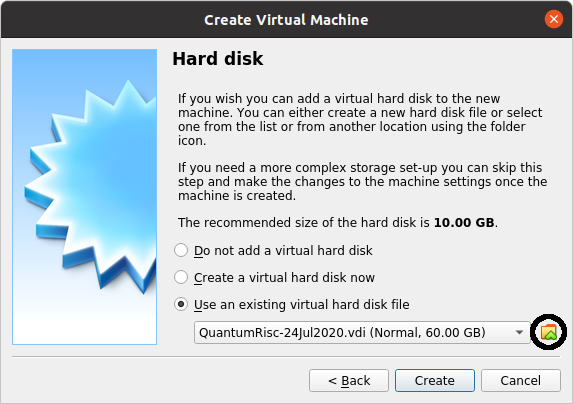 Create Virtual Machine
Hard disk
If you wish you can add a virtual hard disk to the new
machine. You can either create a new hard disk file or select
one from the list or from another location using the folder
icon.
If you need a more complex storage set-up you can skip this
step and make the changes to the machine settings once the
machine is created.
The recommended size of the hard disk is 10.00 GB.
Do not add a virtual hard disk
Create a virtual hard disk now
Use an existing virtual hard disk file
QuantumRisc-24Jul2020.vdi (Normal, 60.00 GB)
< Back
Create
Cancel